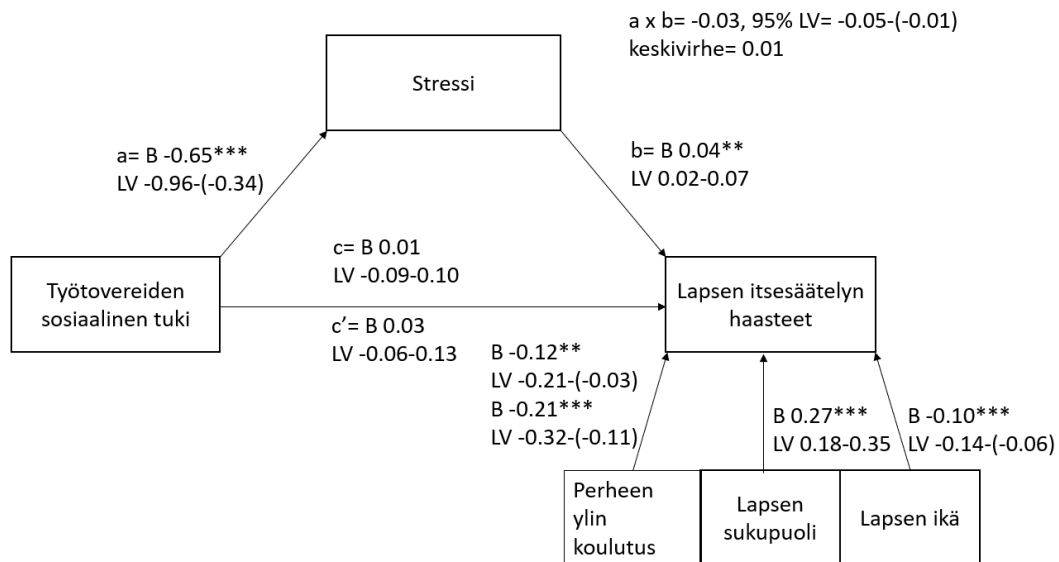 a x b= -0.03, 95% LV= -0.05-(-0.01)
keskivirhe= 0.01
Stressi
a= B -0.65***
LV -0.96-(-0.34)
b= B 0.04**
LV 0.02-0.07
c= B 0.01
LV -0.09-0.10
Työtovereiden
sosiaalinen tuki
Lapsen itsesäätelyn
haasteet
c’= B 0.03
LV -0.06-0.13
B -0.12**
LV -0.21-(-0.03)
B -0.21***
LV -0.32-(-0.11)
B 0.27***
LV 0.18-0.35
B -0.10***
LV -0.14-(-0.06)
Perheen
ylin
koulutus
Lapsen
sukupuoli
Lapsen ikä